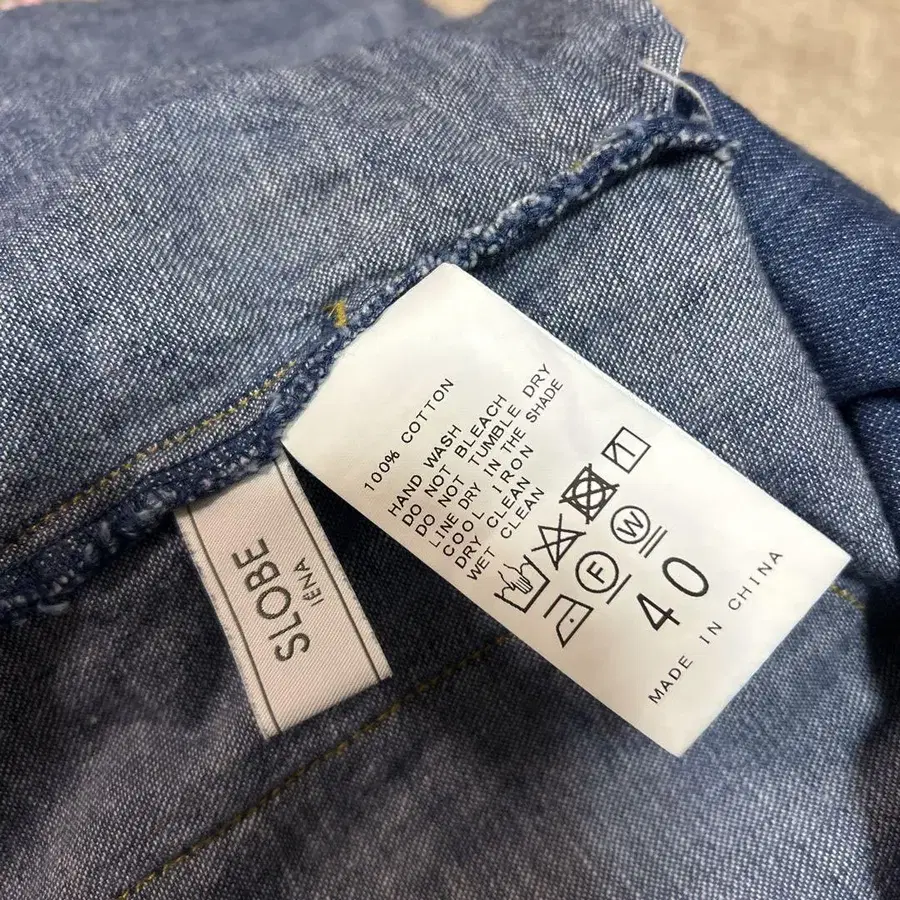 100% COTTON
HAND WASH
DO NOT BLEACH
DO NOT TUMBLE DRY
LINE DRY IN THE SHADE
COOL IRON
DRY CLEAN
WET CLEAN
F
W
40
MADE IN CHINA
SLOBE
IENA